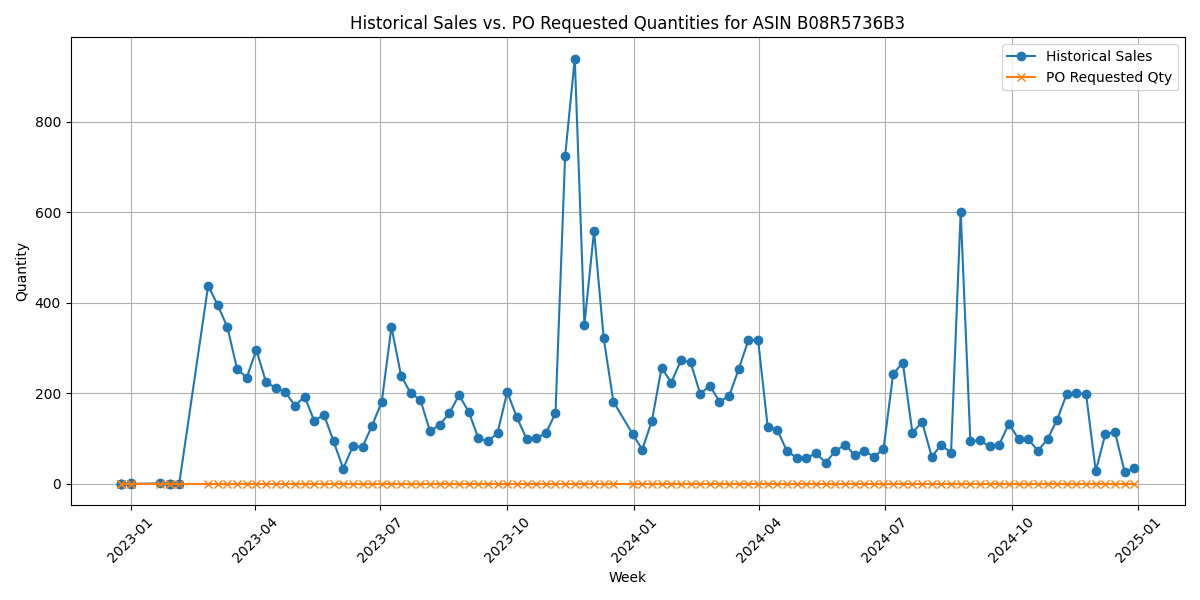 Historical Sales vs. PO Requested Quantities for ASIN B08R5736B3
Historical Sales
PO Requested Qty
Quantity
800
600
400
200
0
2023-01
2023-04
2023-07
2023-10
2024-01
2024-04
2024-07
2024-10
2025-01
Week